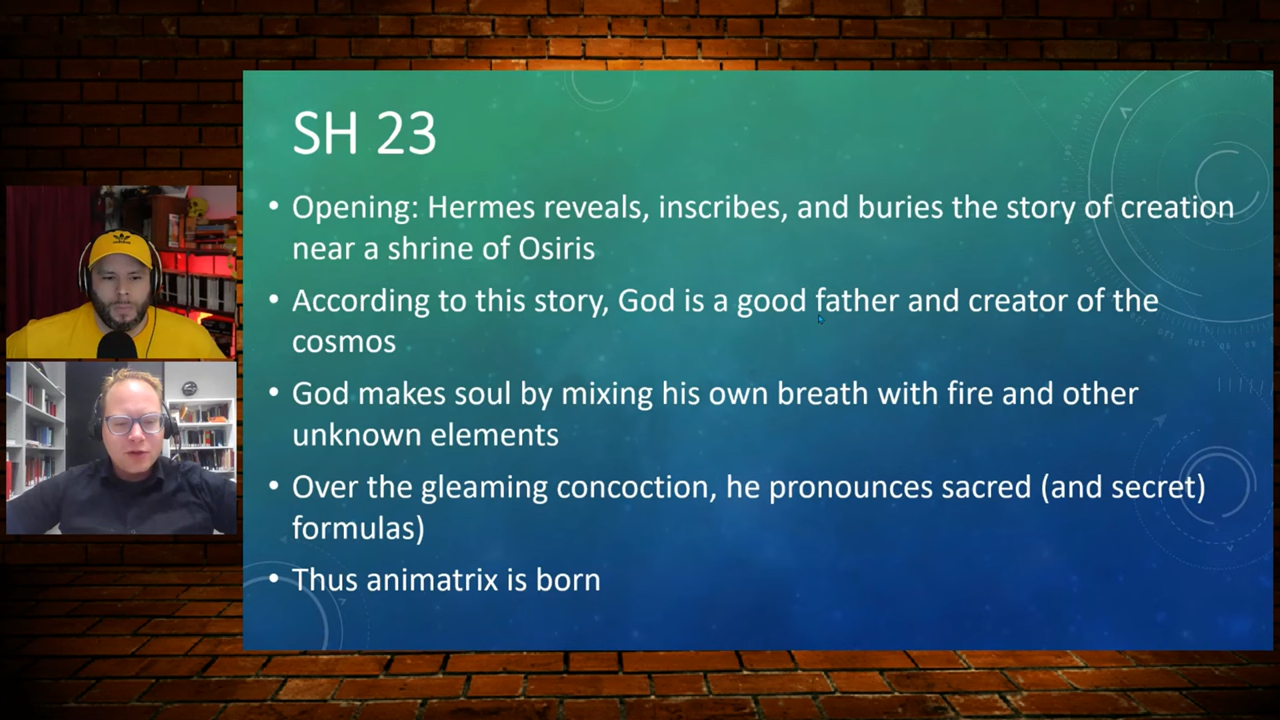 SH 23
• Opening: Hermes reveals, inscribes, and buries the story of creation
near a shrine of Osiris
• According to this story, God is a good father and creator of the
cosmos
• God makes soul by mixing his own breath with fire and other
unknown elements
• Over the gleaming concoction, he pronounces sacred (and secret)
formulas)
• Thus animatrix is born